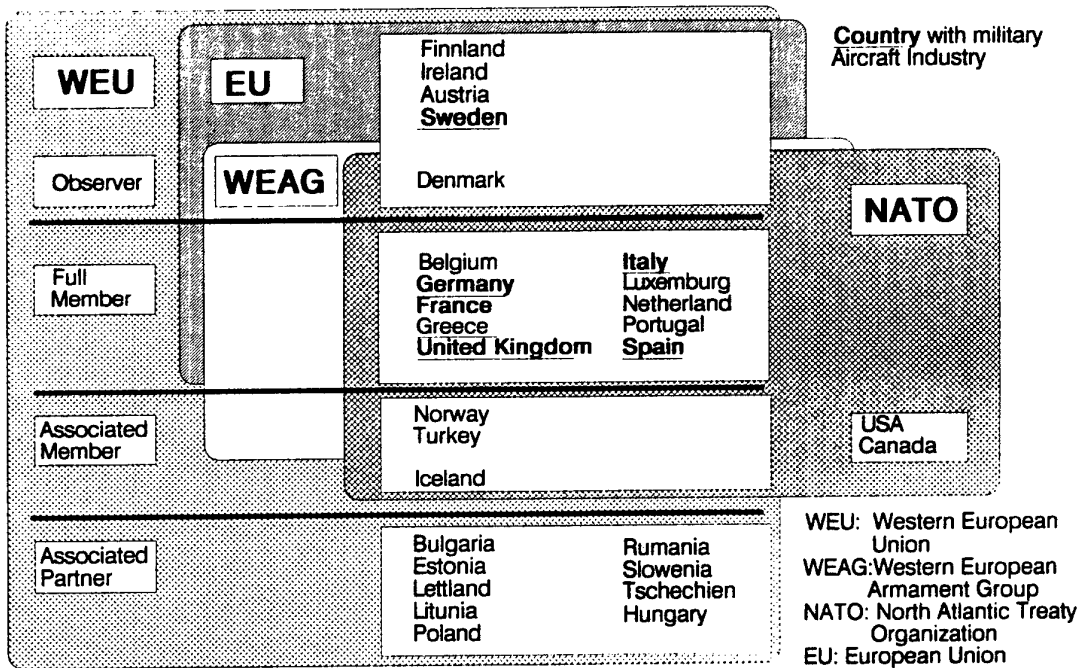 WEU
EU
Finnland
Ireland
Austria
Sweden
Country with military
Aircraft Industry
Observer
WEAG
Denmark
NATO
Full
Member
Belgium
Germany
France
Greece
United Kingdom
Italy
Luxemburg
Netherland
Portugal
Spain
Associated
Member
Norway
Turkey
Iceland
USA
Canada
Associated
Partner
Bulgaria
Estonia
Lettland
Litunia
Poland
Rumania
Slowenia
Tschechien
Hungary
WEU: Western European
Union
WEAG:Western European
Armament Group
NATO: North Atlantic Treaty
Organization
EU: European Union